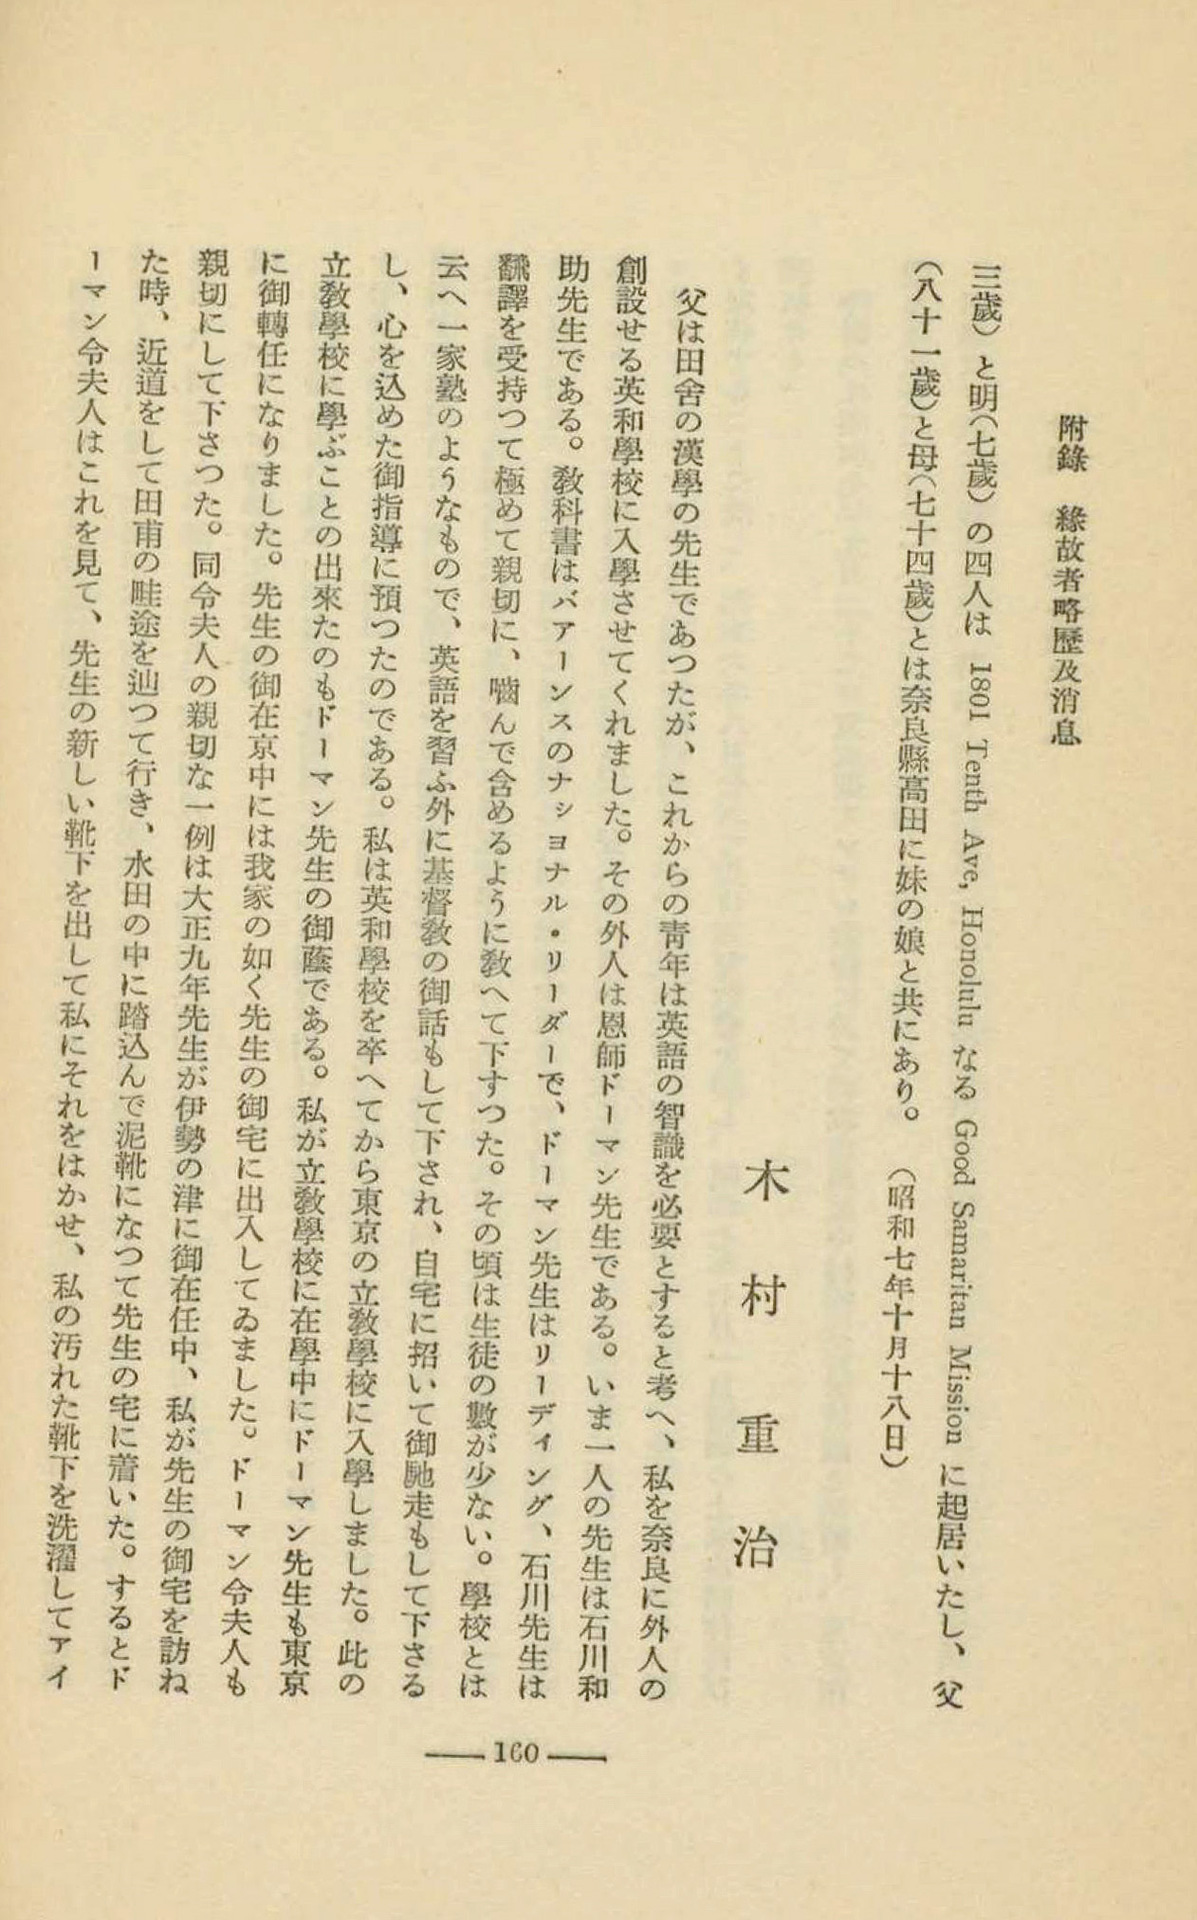 附錄　緣故者略歷及消息
三歲）と明（七歲）の四人は 1801 Tenth Ave, Honolulu なる Good Samaritan Mission に起居いたし、父
（八十一歲）と母（七十四歲）とは奈良縣高田に妹の娘と共にあり。　（昭和七年十月十八日）
木村重治
父は田舍の漢學の先生であつたが、これからの靑年は英語の智識を必要とすると考へ、私を奈良に外人の
創設せる英和學校に入學させてくれました。その外人は恩師ドーマン先生である。いま一人の先生は石川和
助先生である。敎科書はバアーンスのナショナル・リーダーで、ドーマン先生はリーディング、石川先生は
飜譯を受持つて極めて親切に、嚙んで含めるように敎へて下すつた。その頃は生徒の數が少ない。學校とは
云へ一家塾のようなもので、英語を習ふ外に基督敎の御話もして下され、自宅に招いて御馳走もして下さる
し、心を込めた御指導に預つたのである。私は英和學校を卒へてから東京の立敎學校に入學しました。此の
立敎學校に學ぶことの出來たのもドーマン先生の御蔭である。私が立敎學校に在學中にドーマン先生も東京
に御轉任になりました。先生の御在京中には我家の如く先生の御宅に出入してゐました。ドーマン令夫人も
親切にして下さつた。同令夫人の親切な一例は大正九年先生が伊勢の津に御在任中、私が先生の御宅を訪ね
た時、近道をして田甫の畦途を辿つて行き、水田の中に踏込んで泥靴になつて先生の宅に着いた。するとド
ーマン令夫人はこれを見て、先生の新しい靴下を出して私にそれをはかせ、私の汚れた靴下を洗濯してアイ
160